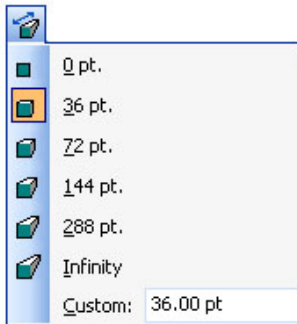 0 pt.
36 pt.
72 pt.
144 pt.
288 pt.
Infinity
Custom: 36.00 pt